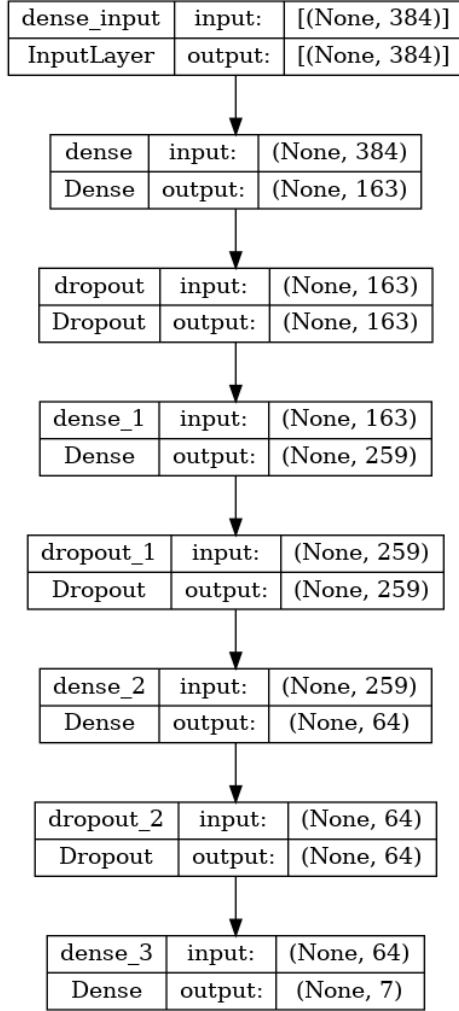 dense_input input: [(None, 384)]
InputLayer output: [(None, 384)]
dense input: (None, 384)
Dense output: (None, 163)
dropout input: (None, 163)
Dropout output: (None, 163)
dense_1 input: (None, 163)
Dense output: (None, 259)
dropout_1 input: (None, 259)
Dropout output: (None, 259)
dense_2 input: (None, 259)
Dense output: (None, 64)
dropout_2 input: (None, 64)
Dropout output: (None, 64)
dense_3 input: (None, 64)
Dense output: (None, 7)